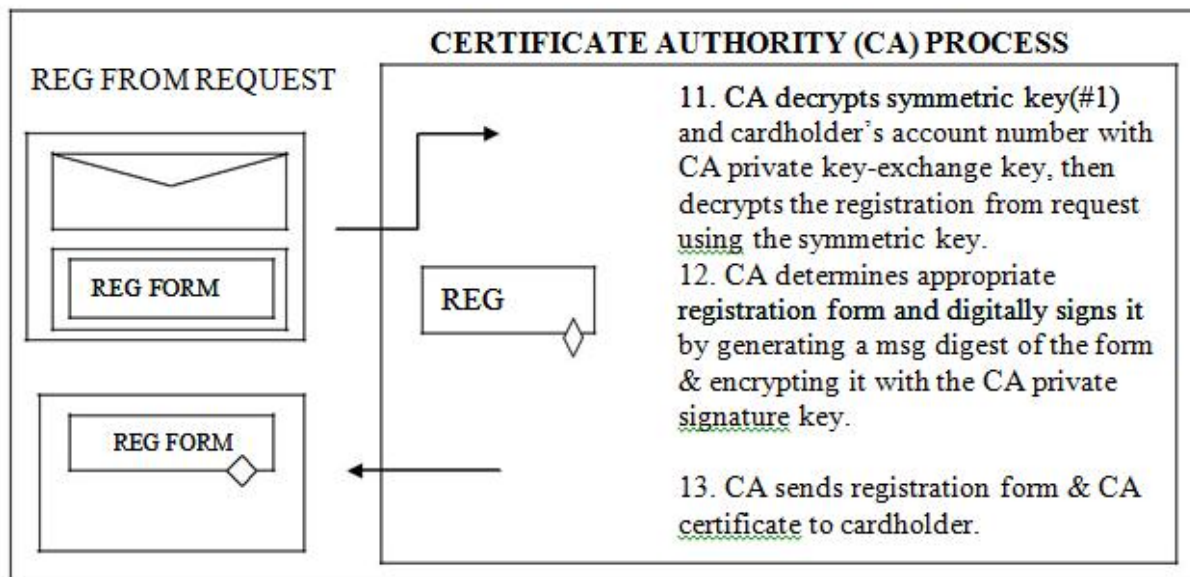 CERTIFICATE AUTHORITY (CA) PROCESS
REG FROM REQUEST
REG FORM
REG FORM
REG
11. CA decrypts symmetric key(#1)
and cardholder's account number with
CA private key-exchange key, then
decrypts the registration from request
using the symmetric key.
12. CA determines appropriate
registration form and digitally signs it
by generating a msg digest of the form
& encrypting it with the CA private
signature key.
13. CA sends registration form & CA
certificate to cardholder.